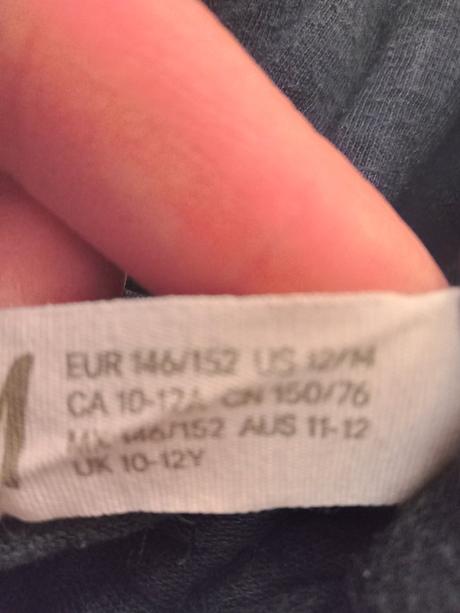 EUR 146/152 US 12/14
CA 10-12A CN 150/76
MX 146/152 AUS 11-12
UK 10-12Y